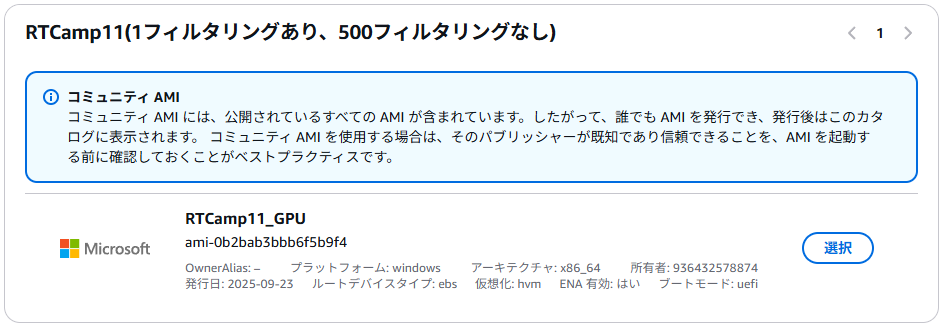 RTCamp11(1フィルタリングあり、500フィルタリングなし)
1
コミュニティ AMI
コミュニティ AMI には、公開されているすべての AMI が含まれています。したがって、誰でも AMI を発行でき、発行後はこのカタ
ログに表示されます。 コミュニティ AMI を使用する場合は、そのパブリッシャーが既知であり信頼できることを、AMI を起動す
る前に確認しておくことがベストプラクティスです。
RTCamp11_GPU
Microsoft
ami-0b2bab3bbb6f5b9f4
選択
OwnerAlias: – プラットフォーム: windows アーキテクチャ: x86_64 所有者: 936432578874
発行日: 2025-09-23 ルートデバイスタイプ: ebs 仮想化: hvm ENA 有効: はい ブートモード: uefi